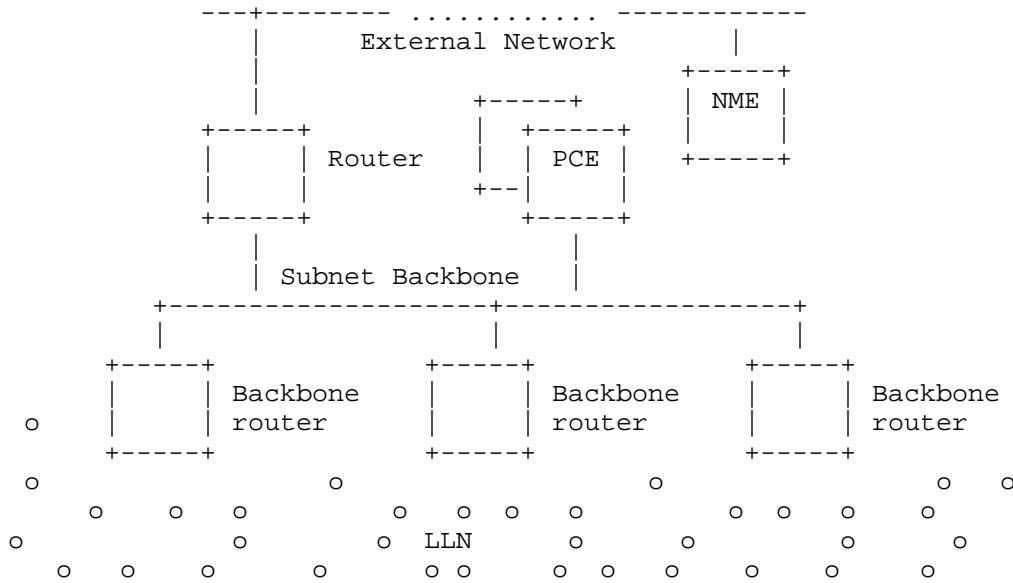 External Network
NME
Router
PCE
Subnet Backbone
Backbone Backbone Backbone
router router router
o
o o o o o
o o o o o o o o o o o
o o o LLN o o o o
o o o o o o o o o o o